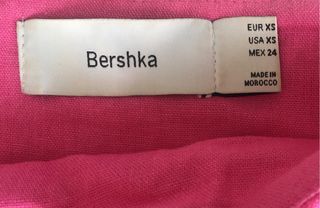 Bershka
EUR XS
USA XS
MEX 24
MADE IN
MOROCCO